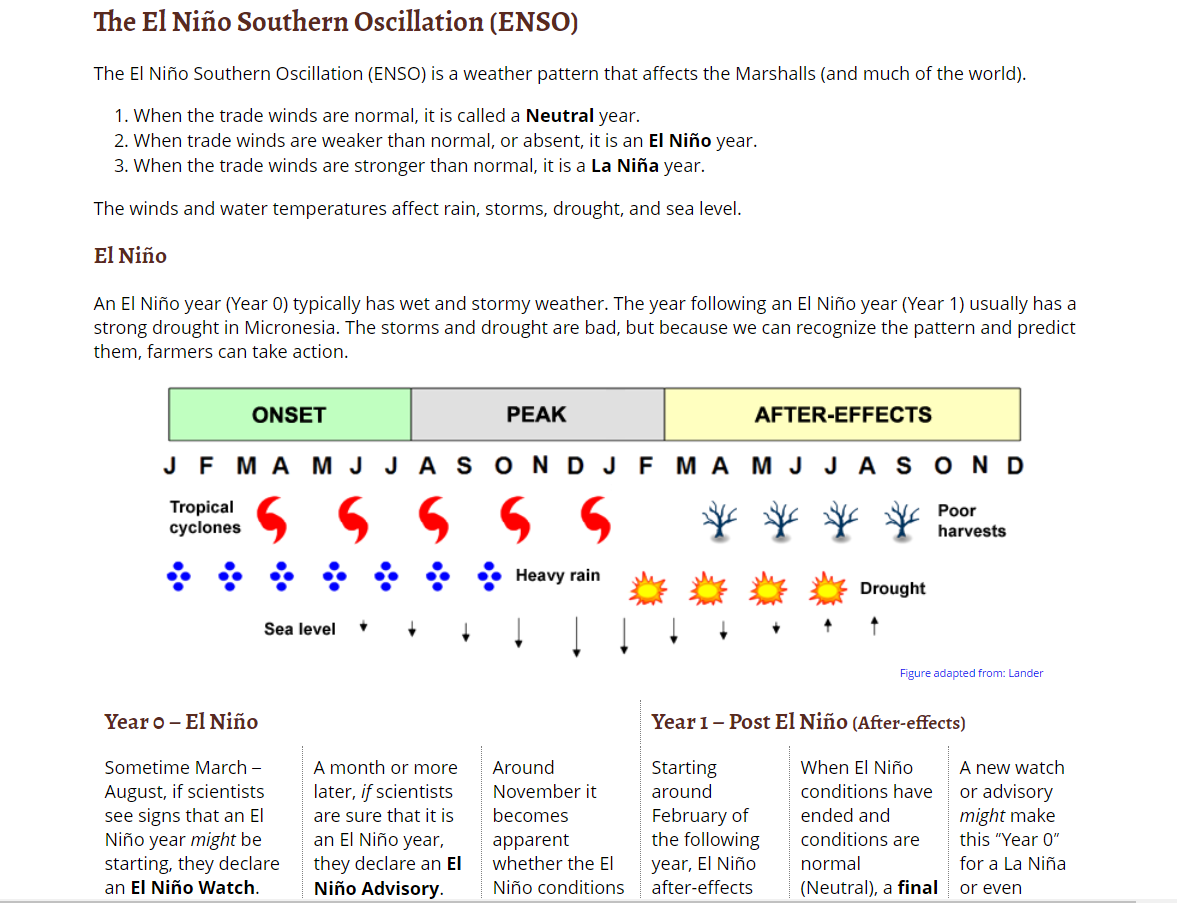 The El Niño Southern Oscillation (ENSO)
The El Niño Southern Oscillation (ENSO) is a weather pattern that affects the Marshalls (and much of the world).
1. When the trade winds are normal, it is called a Neutral year.
2. When trade winds are weaker than normal, or absent, it is an El Niño year.
3. When the trade winds are stronger than normal, it is a La Niña year.
The winds and water temperatures affect rain, storms, drought, and sea level.
El Niño
An El Niño year (Year 0) typically has wet and stormy weather. The year following an El Niño year (Year 1) usually has a
strong drought in Micronesia. The storms and drought are bad, but because we can recognize the pattern and predict
them, farmers can take action.
ONSET PEAK AFTER-EFFECTS
J F M A M J J A S O N D J F M A M J J A S O N D
Tropical
cyclones
Poor
harvests
Heavy rain
Drought
Sea level
Figure adapted from: Lander
Year 0 – El Niño
Sometime March –
August, if scientists
see signs that an El
Niño year might be
starting, they declare
an El Niño Watch.
A month or more
later, if scientists
are sure that it is
an El Niño year,
they declare an El
Niño Advisory.
Around
November it
becomes
apparent
whether the El
Niño conditions
Year 1 – Post El Niño (After-effects)
Starting
around
February of
the following
year, El Niño
after-effects
When El Niño
conditions have
ended and
conditions are
normal
(Neutral), a final
A new watch
or advisory
might make
this “Year 0”
for a La Niña
or even